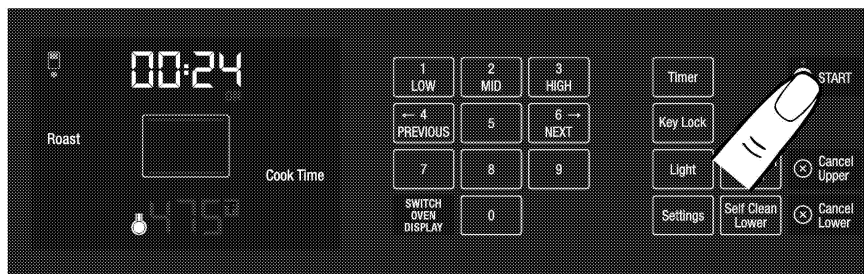 00:24
Roast
Cook Time
475°F
1
LOW
2
MID
3
HIGH
← 4
PREVIOUS
5
6 →
NEXT
7
8
9
SWITCH
OVEN
DISPLAY
0
Timer
Key Lock
Light
Settings
Self Clean
Lower
START
Cancel
Upper
Cancel
Lower